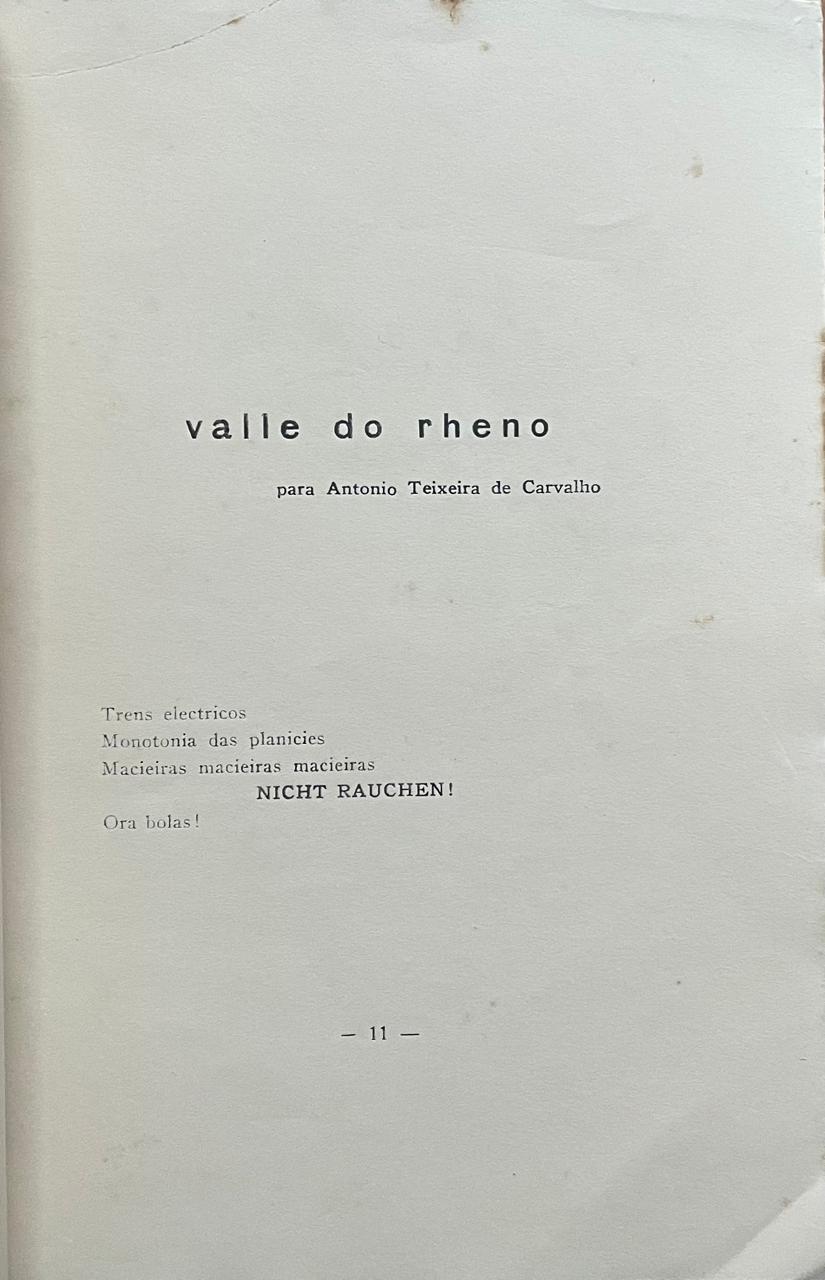 valle do rheno
para Antonio Teixeira de Carvalho
Trens electricos
Monotonia das planicies
Macieiras macieiras macieiras
NICHT RAUCHEN!
Ora bolas!
— 11 —